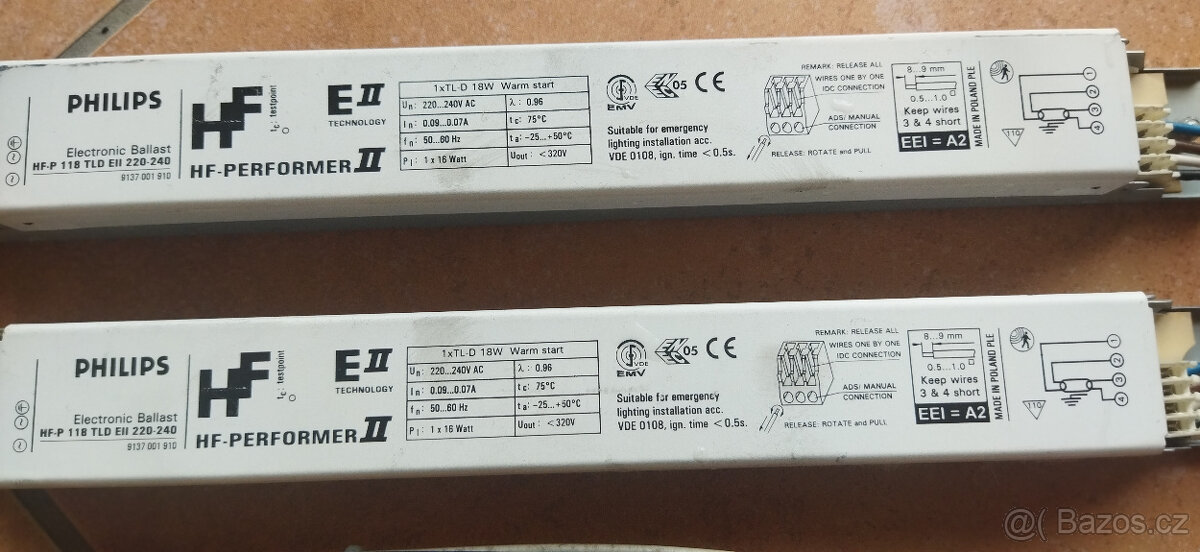 PHILIPS
Electronic Ballast
HF-P 118 TLD EII 220-240
9137 001 910
HF
tc: testpoint
HF-PERFORMER II
EII
TECHNOLOGY
1xTL-D 18W Warm start
Un: 220...240V AC λ: 0.96
In: 0.09...0.07A tc: 75°C
fn: 50...60 Hz ta: -25...+50°C
PI: 1 x 16 Watt Uout: <320V
VDE
EMV
05 CE
Suitable for emergency
lighting installation acc.
VDE 0108, ign. time <0.5s.
REMARK: RELEASE ALL
WIRES ONE BY ONE
IDC CONNECTION
ADS/ MANUAL
CONNECTION
RELEASE: ROTATE and PULL
8...9 mm
0.5...1.0
Keep wires
3 & 4 short
EEI = A2
MADE IN POLAND PLE
110
1
2
3
4
PHILIPS
Electronic Ballast
HF-P 118 TLD EII 220-240
9137 001 910
HF
tc: testpoint
HF-PERFORMER II
EII
TECHNOLOGY
1xTL-D 18W Warm start
Un: 220...240V AC λ: 0.96
In: 0.09...0.07A tc: 75°C
fn: 50...60 Hz ta: -25...+50°C
PI: 1 x 16 Watt Uout: <320V
VDE
EMV
05 CE
Suitable for emergency
lighting installation acc.
VDE 0108, ign. time <0.5s.
REMARK: RELEASE ALL
WIRES ONE BY ONE
IDC CONNECTION
ADS/ MANUAL
CONNECTION
RELEASE: ROTATE and PULL
8...9 mm
0.5...1.0
Keep wires
3 & 4 short
EEI = A2
MADE IN POLAND PLE
110
1
2
3
4
@( Bazos.cz